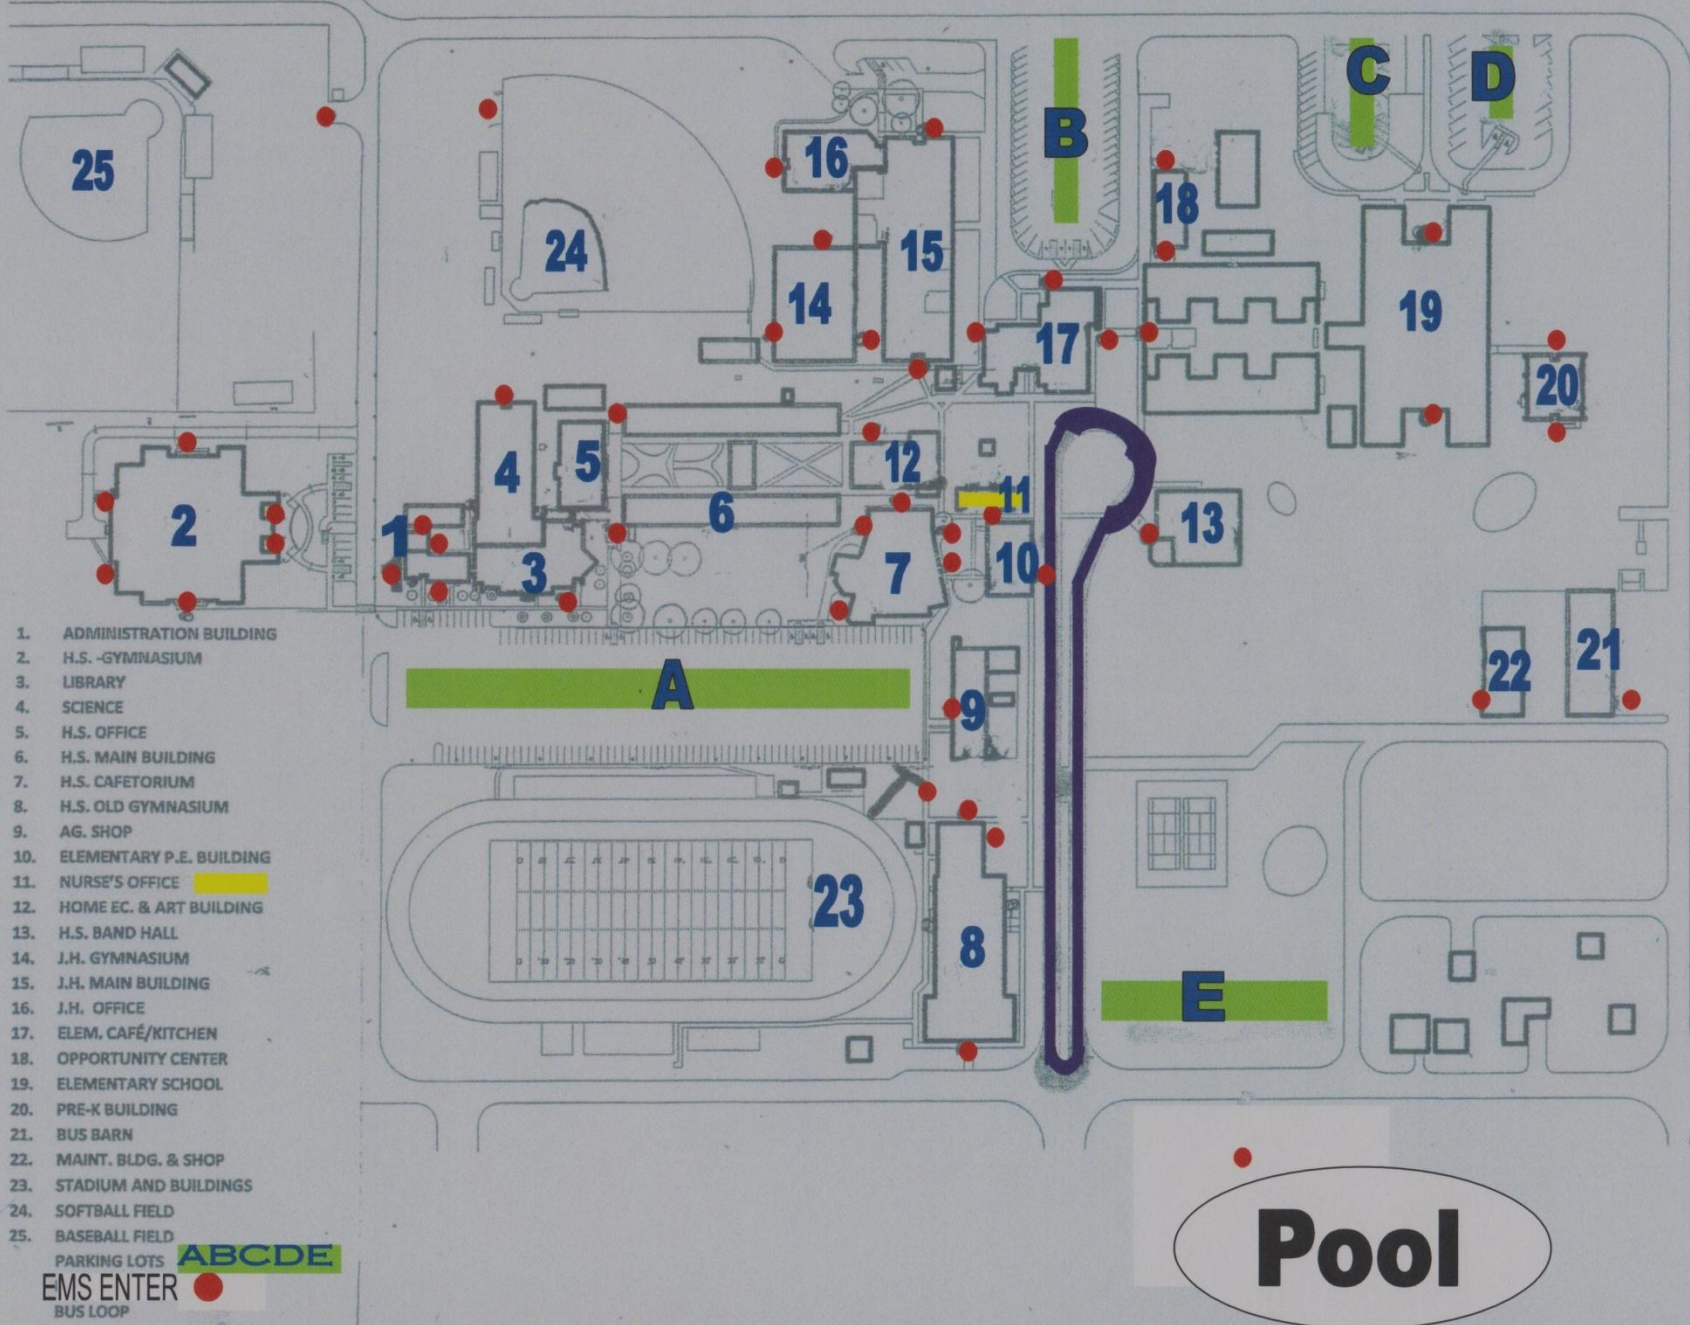 C
D
B
25
16
18
24
15
14
19
17
20
4
5
12
11
2
1
6
13
3
7
10
22
21
A
9
23
8
E
1. ADMINISTRATION BUILDING
2. H.S. -GYMNASIUM
3. LIBRARY
4. SCIENCE
5. H.S. OFFICE
6. H.S. MAIN BUILDING
7. H.S. CAFETORIUM
8. H.S. OLD GYMNASIUM
9. AG. SHOP
10. ELEMENTARY P.E. BUILDING
11. NURSE'S OFFICE
12. HOME EC. & ART BUILDING
13. H.S. BAND HALL
14. J.H. GYMNASIUM
15. J.H. MAIN BUILDING
16. J.H. OFFICE
17. ELEM. CAFÉ/KITCHEN
18. OPPORTUNITY CENTER
19. ELEMENTARY SCHOOL
20. PRE-K BUILDING
21. BUS BARN
22. MAINT. BLDG. & SHOP
23. STADIUM AND BUILDINGS
24. SOFTBALL FIELD
25. BASEBALL FIELD
PARKING LOTS ABCDE
EMS ENTER
BUS LOOP
Pool